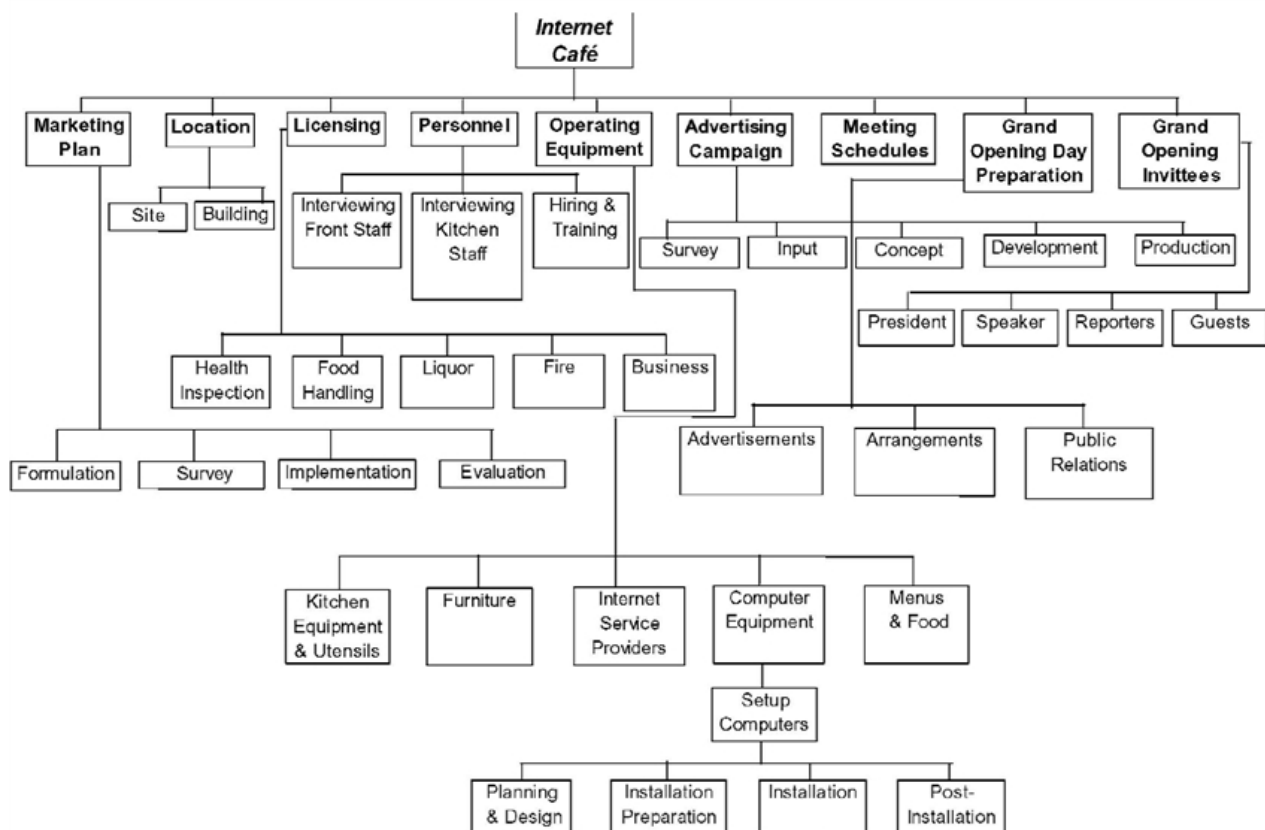 Internet
Café
Marketing
Plan
Location
Licensing
Personnel
Operating
Equipment
Advertising
Campaign
Meeting
Schedules
Grand
Opening Day
Preparation
Grand
Opening
Invittees
Site
Building
Interviewing
Front Staff
Interviewing
Kitchen
Staff
Hiring &
Training
Survey
Input
Concept
Development
Production
President
Speaker
Reporters
Guests
Health
Inspection
Food
Handling
Liquor
Fire
Business
Advertisements
Arrangements
Public
Relations
Formulation
Survey
Implementation
Evaluation
Kitchen
Equipment
& Utensils
Furniture
Internet
Service
Providers
Computer
Equipment
Menus
& Food
Setup
Computers
Planning
& Design
Installation
Preparation
Installation
Post-
Installation